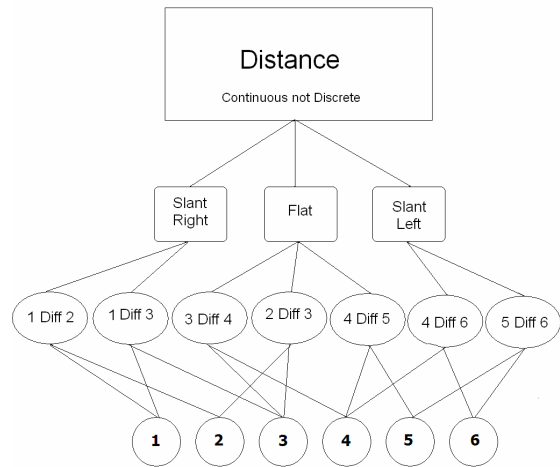 Distance
Continuous not Discrete
Slant
Right
Flat
Slant
Left
1 Diff 2
1 Diff 3
3 Diff 4
2 Diff 3
4 Diff 5
4 Diff 6
5 Diff 6
1
2
3
4
5
6